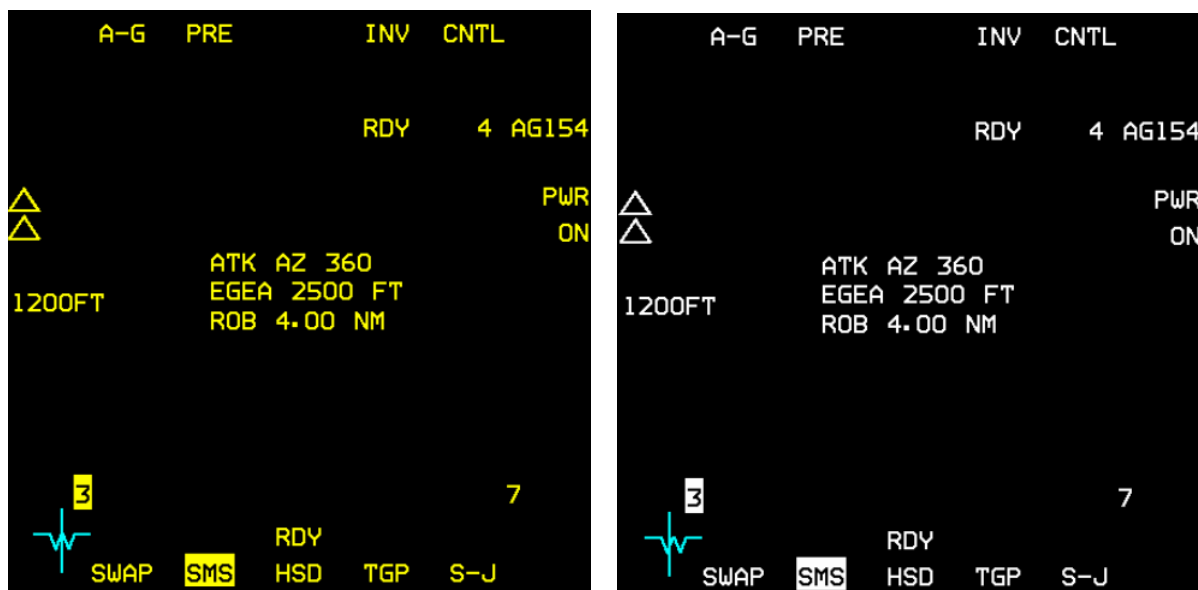 A-G PRE INV CNTL
RDY 4 AG154
PWR
ON
ATK AZ 360
EGEA 2500 FT
1200FT
ROB 4.00 NM
3 7
RDY
SWAP SMS HSD TGP S-J
A-G PRE INV CNTL
RDY 4 AG154
PWR
ON
ATK AZ 360
EGEA 2500 FT
1200FT
ROB 4.00 NM
3 7
RDY
SWAP SMS HSD TGP S-J